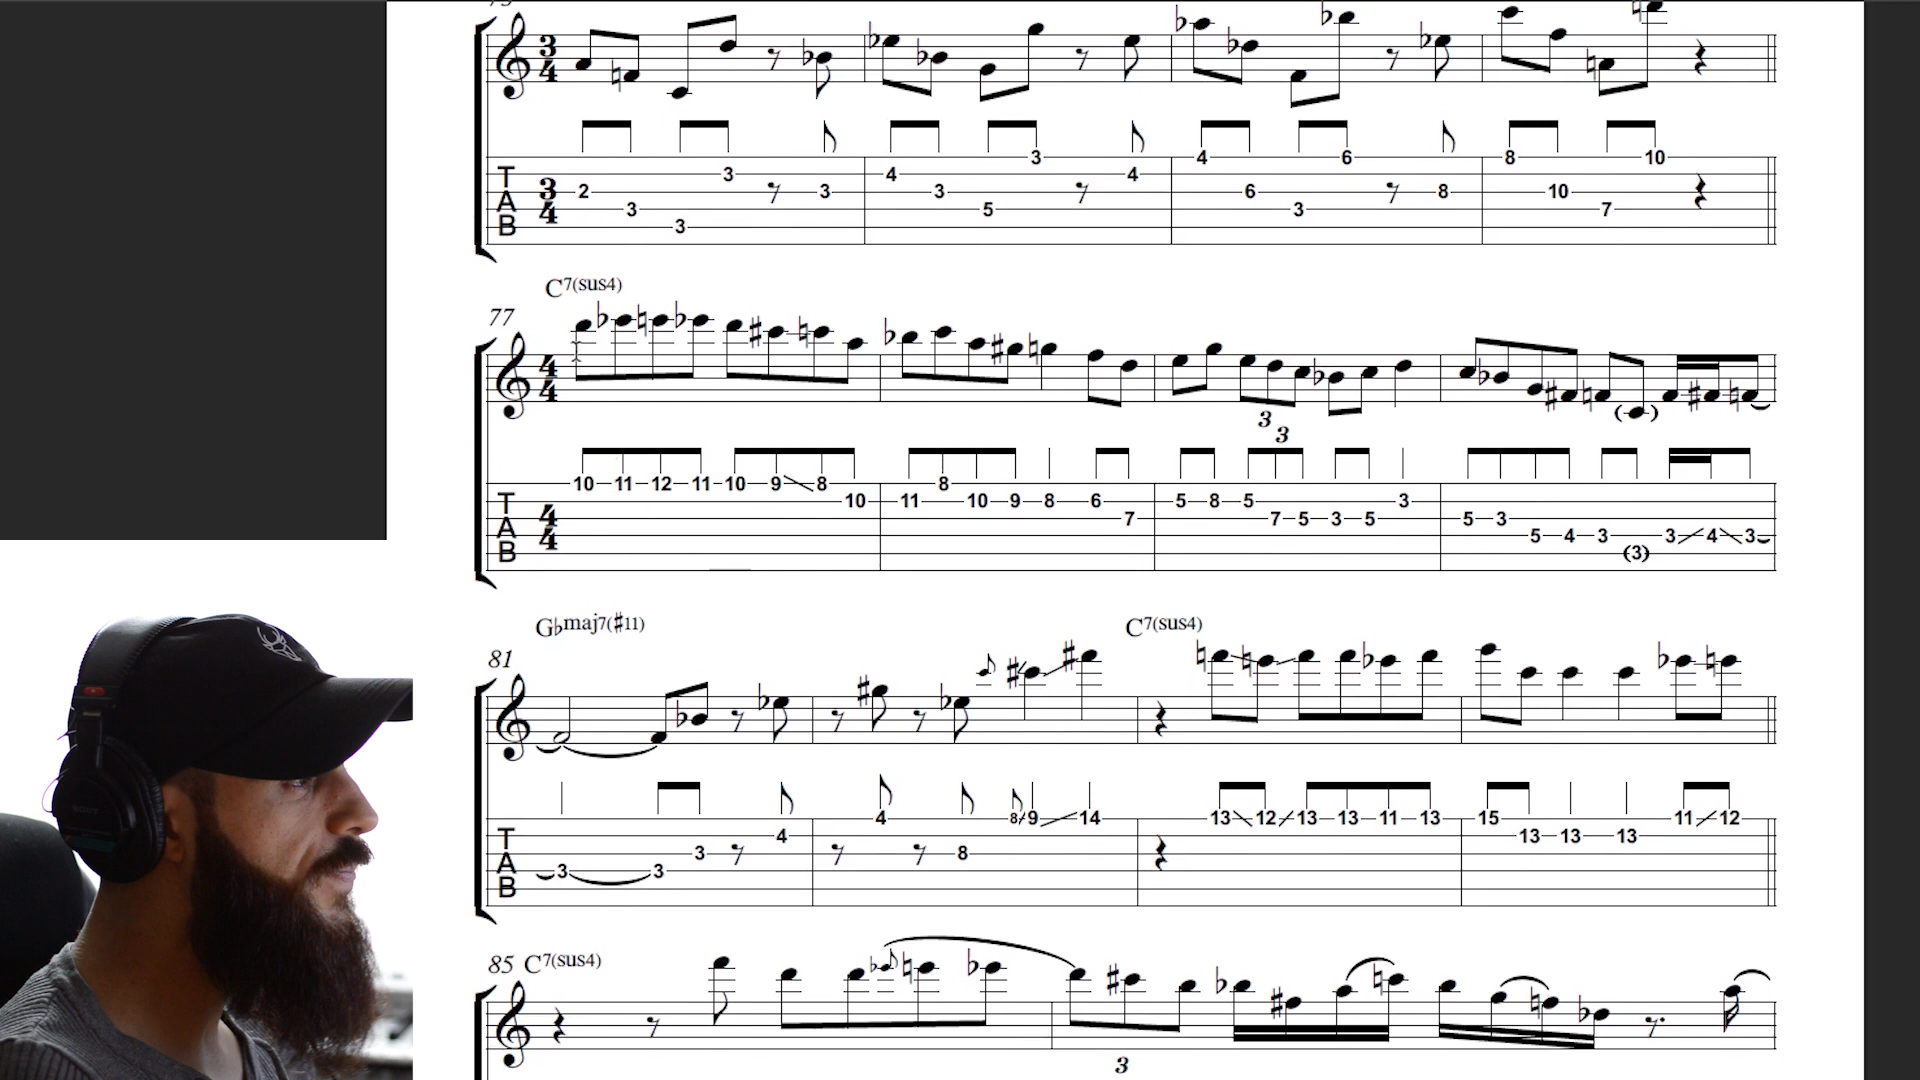 3 4
T A B 3 4 2 3 3 3 3 4 3 5 3 4 4 6 3 6 8 8 10 7 10
C7(sus4)
77
4 4
3
3
T A B 4 4 10 11 12 11 10 9 8 10 11 8 10 9 8 6 7 5 8 5 7 5 3 5 3 5 3 5 4 3 (3) 3 4 3
G♭maj7(♯11) C7(sus4)
81
T A B 3 3 3 4 4 8 8 9 14 13 12 13 13 11 13 15 13 13 13 11 12
85 C7(sus4)
3
SONY